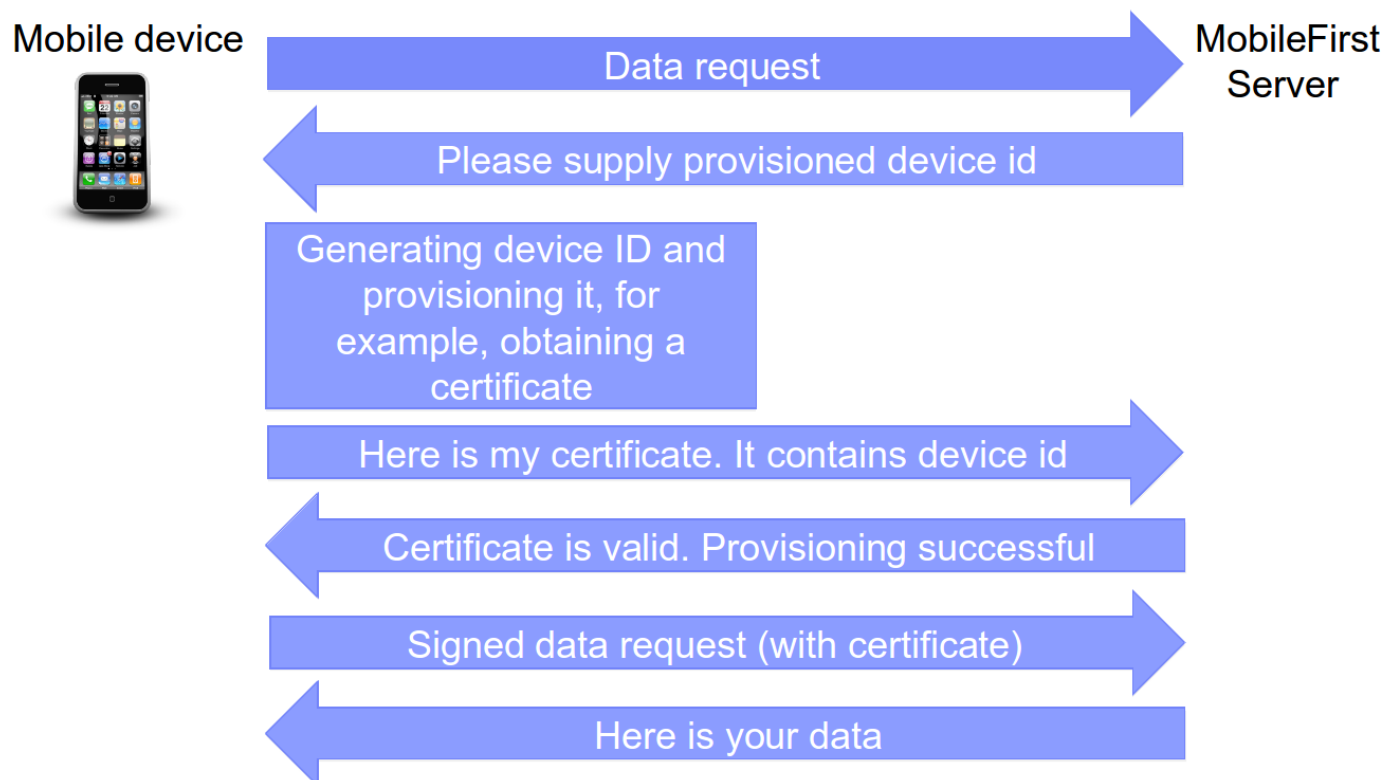 Mobile device
MobileFirst
Server
Data request
Please supply provisioned device id
Generating device ID and
provisioning it, for
example, obtaining a
certificate
Here is my certificate. It contains device id
Certificate is valid. Provisioning successful
Signed data request (with certificate)
Here is your data